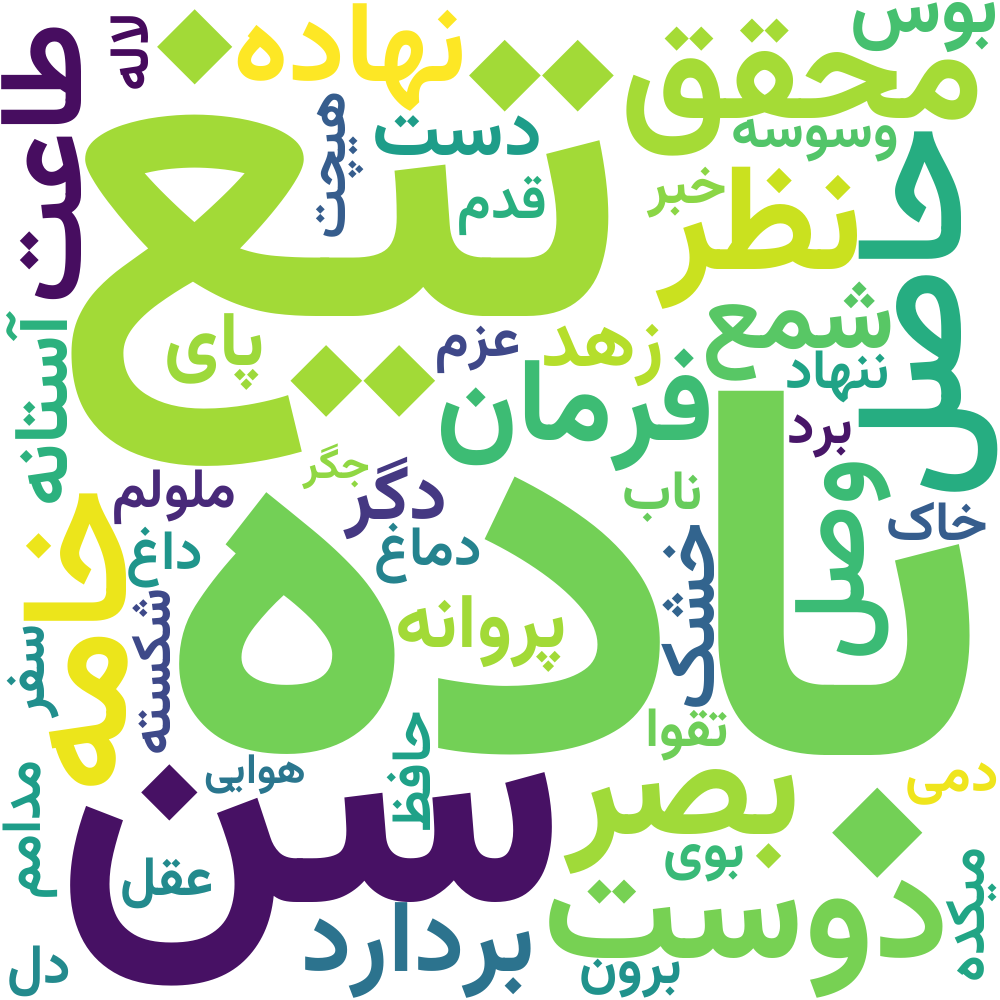 بوس
نهاده
لاله
محقق
طاعت
تیغ
دست
وسوسه
هیچت
حاصل
قدم
خبر
نظر
آستانه
پای
عزم
زهد
شمع
ننهاد
فرمان
برد
جگر
ملولم
دگر
ناب
وصل
خاک
خامه
داغ
دماغ
خشک
باده
شکسته
پروانه
سفر
تقوا
حافظ
هوایی
دمی
مدامم
سن
بصر
بوی
عقل
دوست
میکده
بردارد
برون
دل